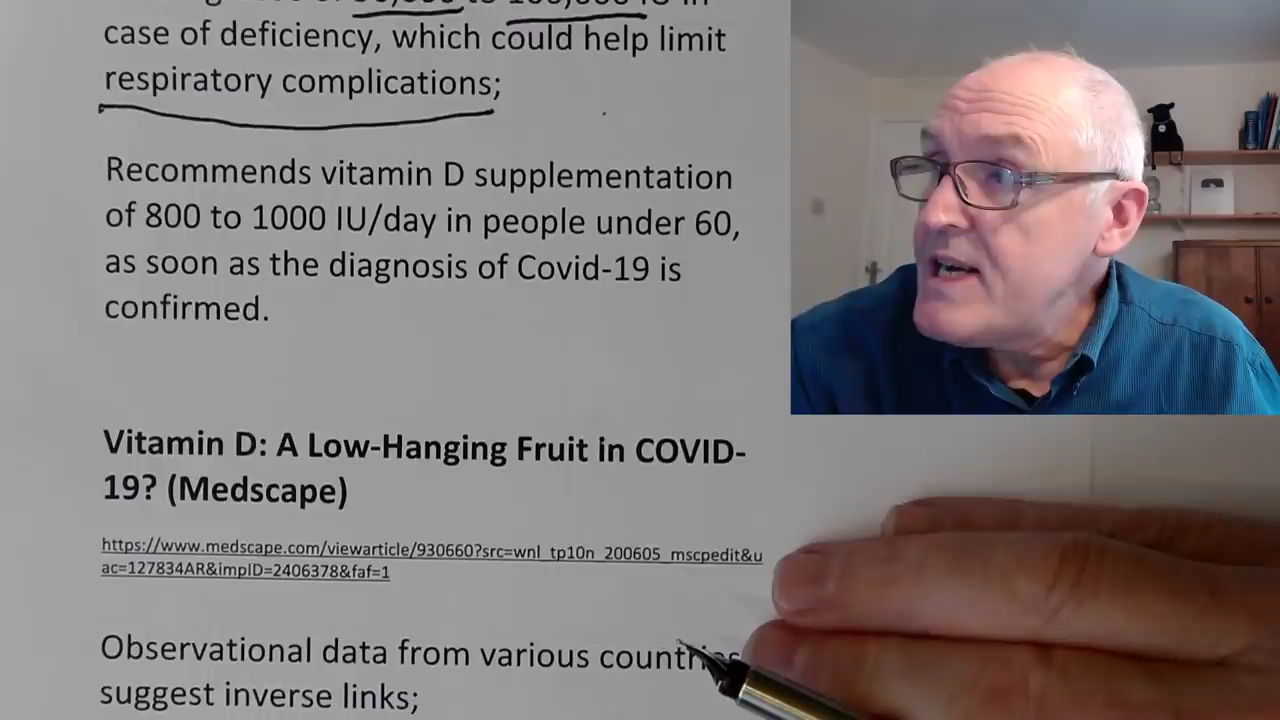 case of deficiency, which could help limit
respiratory complications;
Recommends vitamin D supplementation
of 800 to 1000 IU/day in people under 60,
as soon as the diagnosis of Covid-19 is
confirmed.
Vitamin D: A Low-Hanging Fruit in COVID-
19? (Medscape)
https://www.medscape.com/viewarticle/930660?src=wnl_tp10n_200605_mscpedit&u
ac=127834AR&impID=2406378&faf=1
Observational data from various countries
suggest inverse links;